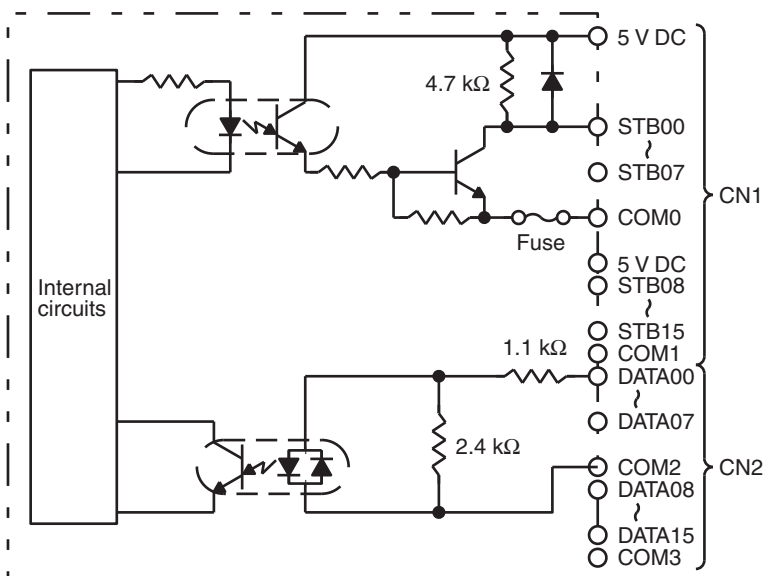 5 V DC
4.7 kΩ
STB00
~
STB07
CN1
COM0
Fuse
5 V DC
STB08
~
STB15
Internal
circuits
1.1 kΩ
COM1
DATA00
~
DATA07
2.4 kΩ
COM2
CN2
DATA08
~
DATA15
COM3